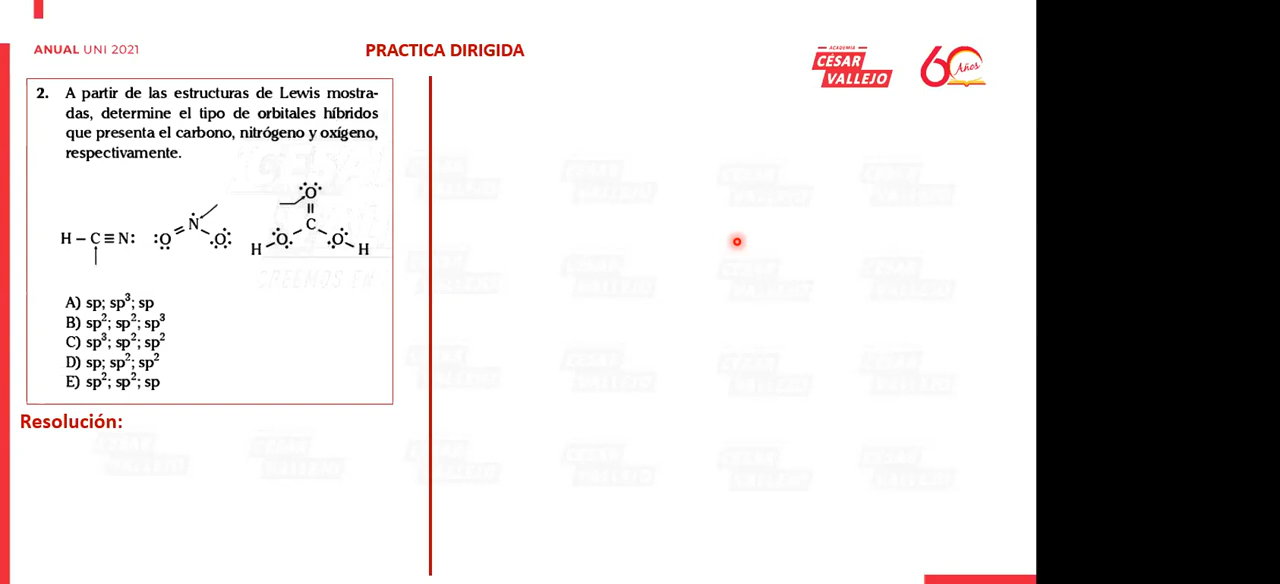 ANUAL UNI 2021
PRACTICA DIRIGIDA
ACADEMIA
CÉSAR
VALLEJO
60 Años
2. A partir de las estructuras de Lewis mostra-
das, determine el tipo de orbitales híbridos
que presenta el carbono, nitrógeno y oxígeno,
respectivamente.
H – C ≡ N: :O = N – O: H – O – C – O – H
O
||
A) sp; sp³; sp
B) sp²; sp²; sp³
C) sp³; sp²; sp²
D) sp; sp²; sp²
E) sp²; sp²; sp
Resolución: